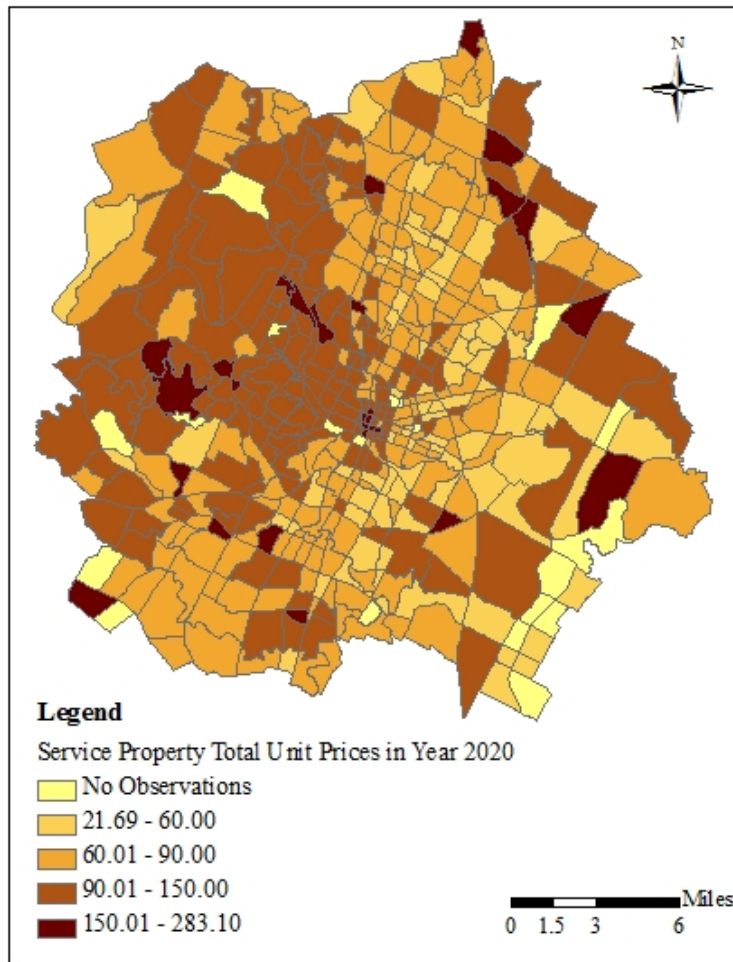 N
Legend
Service Property Total Unit Prices in Year 2020
No Observations
21.69 - 60.00
60.01 - 90.00
90.01 - 150.00
150.01 - 283.10
Miles
0 1.5 3 6